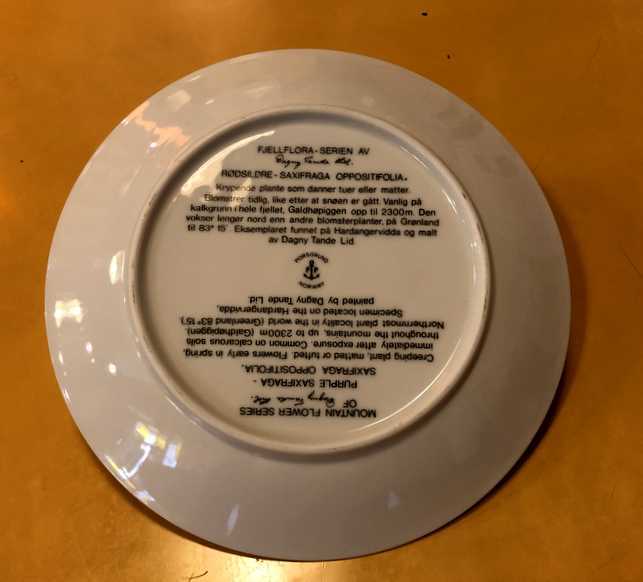 FJELLFLORA-SERIEN AV
Dagny Tande Lid.
RØDSILDRE - SAXIFRAGA OPPOSITIFOLIA.
Krypende plante som danner tuer eller matter.
Blomstrer tidlig, like etter at snøen er gått. Vanlig på
kalkgrunn i hele fjellet, Galdhøpiggen opp til 2300m. Den
vokser lenger nord enn andre blomsterplanter, på Grønland
til 83° 15' Eksemplaret funnet på Hardangervidda og malt
av Dagny Tande Lid
PORSGRUND
NORWAY
MOUNTAIN FLOWER SERIES
OF Dagny Tande Lid.
PURPLE SAXIFRAGA -
SAXIFRAGA OPPOSITIFOLIA.
Creeping plant, matted or tufted. Flowers early in spring,
immediately after exposure. Common on calcarous soils
throughout the mountains, up to 2300m (Galdhøpiggen).
Northernmost plant locality in the world (Greenland 83°15').
Specimen located on the Hardangervidda,
painted by Dagny Tande Lid.